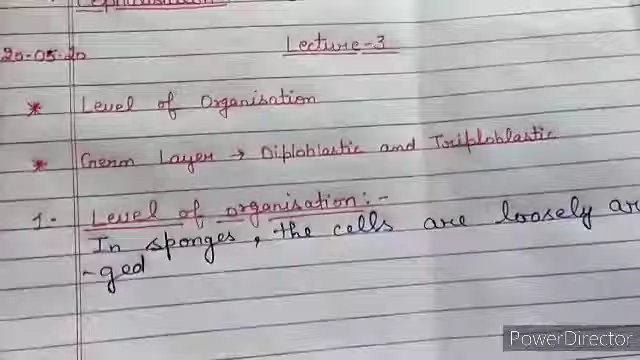 20-05-20
Lecture-3
* Level of Organisation
* Germ Layer → Diploblastic and Triploblastic
1. Level of organisation:-
In sponges, the cells are loosely ar
-ged
PowerDirector